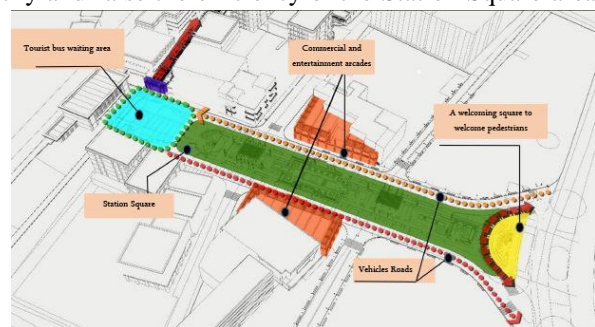 Tourist bus waiting area
Commercial and
entertainment arcades
A welcoming square to
welcome pedestrians
Station Square
Vehicles Roads